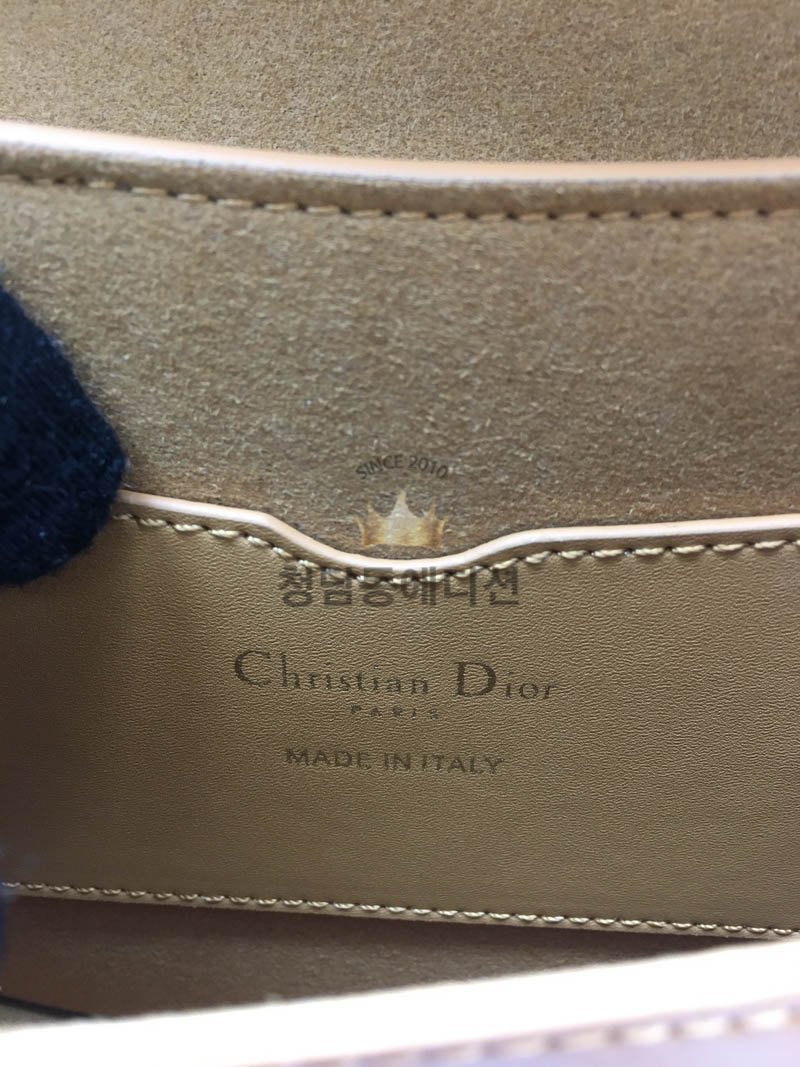 SINCE 2010
청담동에디션
Christian Dior
PARIS
MADE IN ITALY